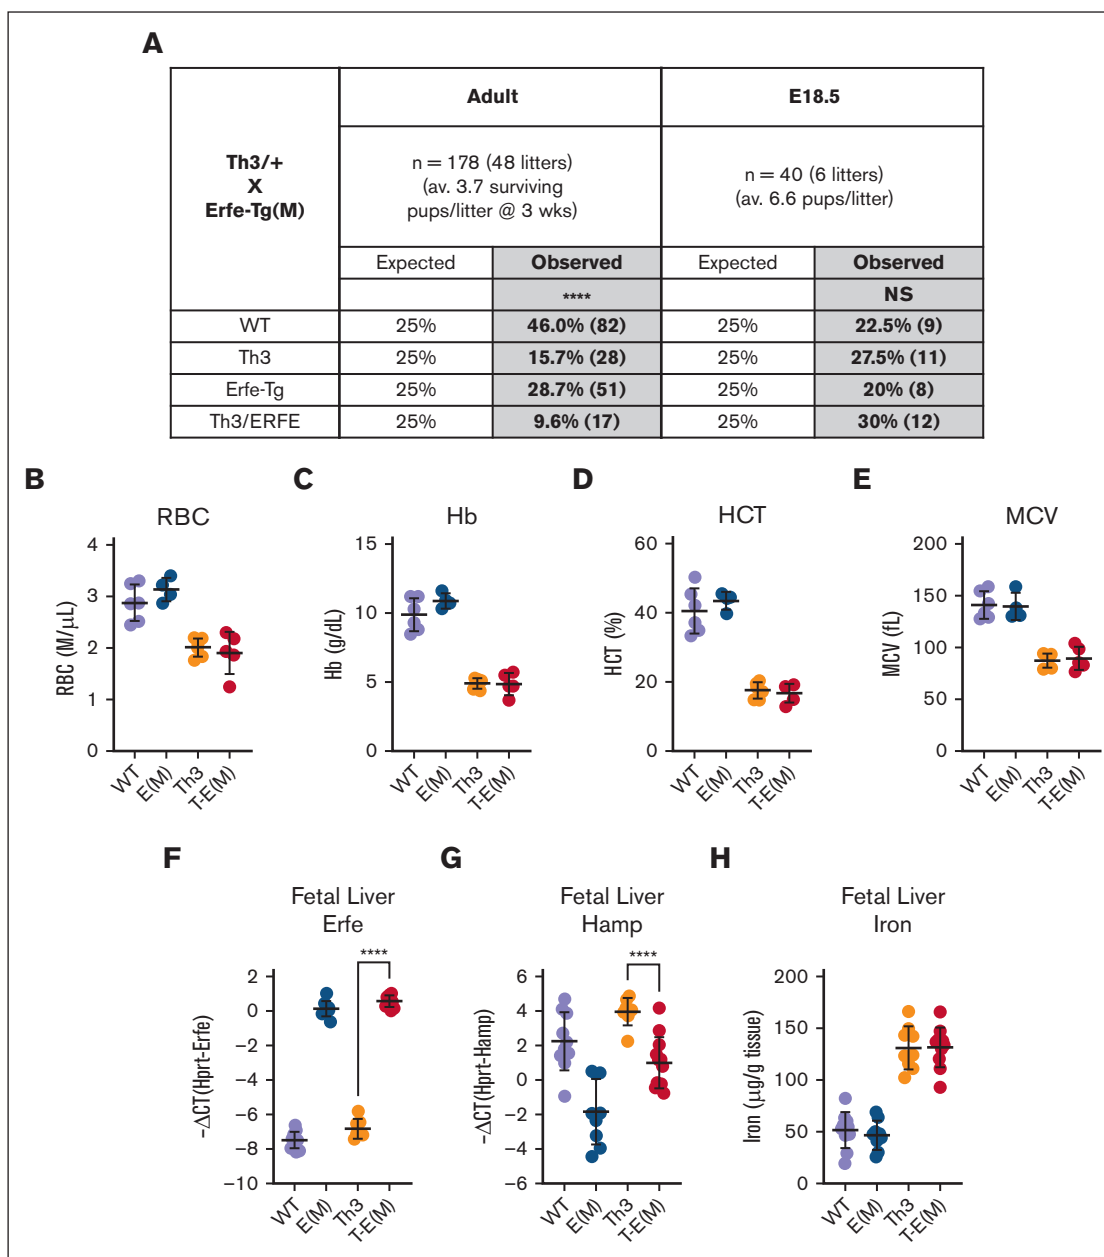 A
Th3/+
X
Erfe-Tg(M)
Adult
E18.5
n = 178 (48 litters)
(av. 3.7 surviving
pups/litter @ 3 wks)
n = 40 (6 litters)
(av. 6.6 pups/litter)
Expected Observed Expected Observed
**** NS
WT 25% 46.0% (82) 25% 22.5% (9)
Th3 25% 15.7% (28) 25% 27.5% (11)
Erfe-Tg 25% 28.7% (51) 25% 20% (8)
Th3/ERFE 25% 9.6% (17) 25% 30% (12)
B
RBC
RBC (M/μL)
4
3
2
1
0
WT
E(M)
Th3
T-E(M)
C
Hb
Hb (g/dL)
15
10
5
0
WT
E(M)
Th3
T-E(M)
D
HCT
HCT (%)
60
40
20
0
WT
E(M)
Th3
T-E(M)
E
MCV
MCV (fL)
200
150
100
50
0
WT
E(M)
Th3
T-E(M)
F
Fetal Liver
Erfe
−ΔCT(Hprt-Erfe)
2
0
−2
−4
−6
−8
−10
****
WT
E(M)
Th3
T-E(M)
G
Fetal Liver
Hamp
−ΔCT(Hprt-Hamp)
6
4
2
0
−2
−4
−6
****
WT
E(M)
Th3
T-E(M)
H
Fetal Liver
Iron
Iron (μg/g tissue)
200
150
100
50
0
WT
E(M)
Th3
T-E(M)